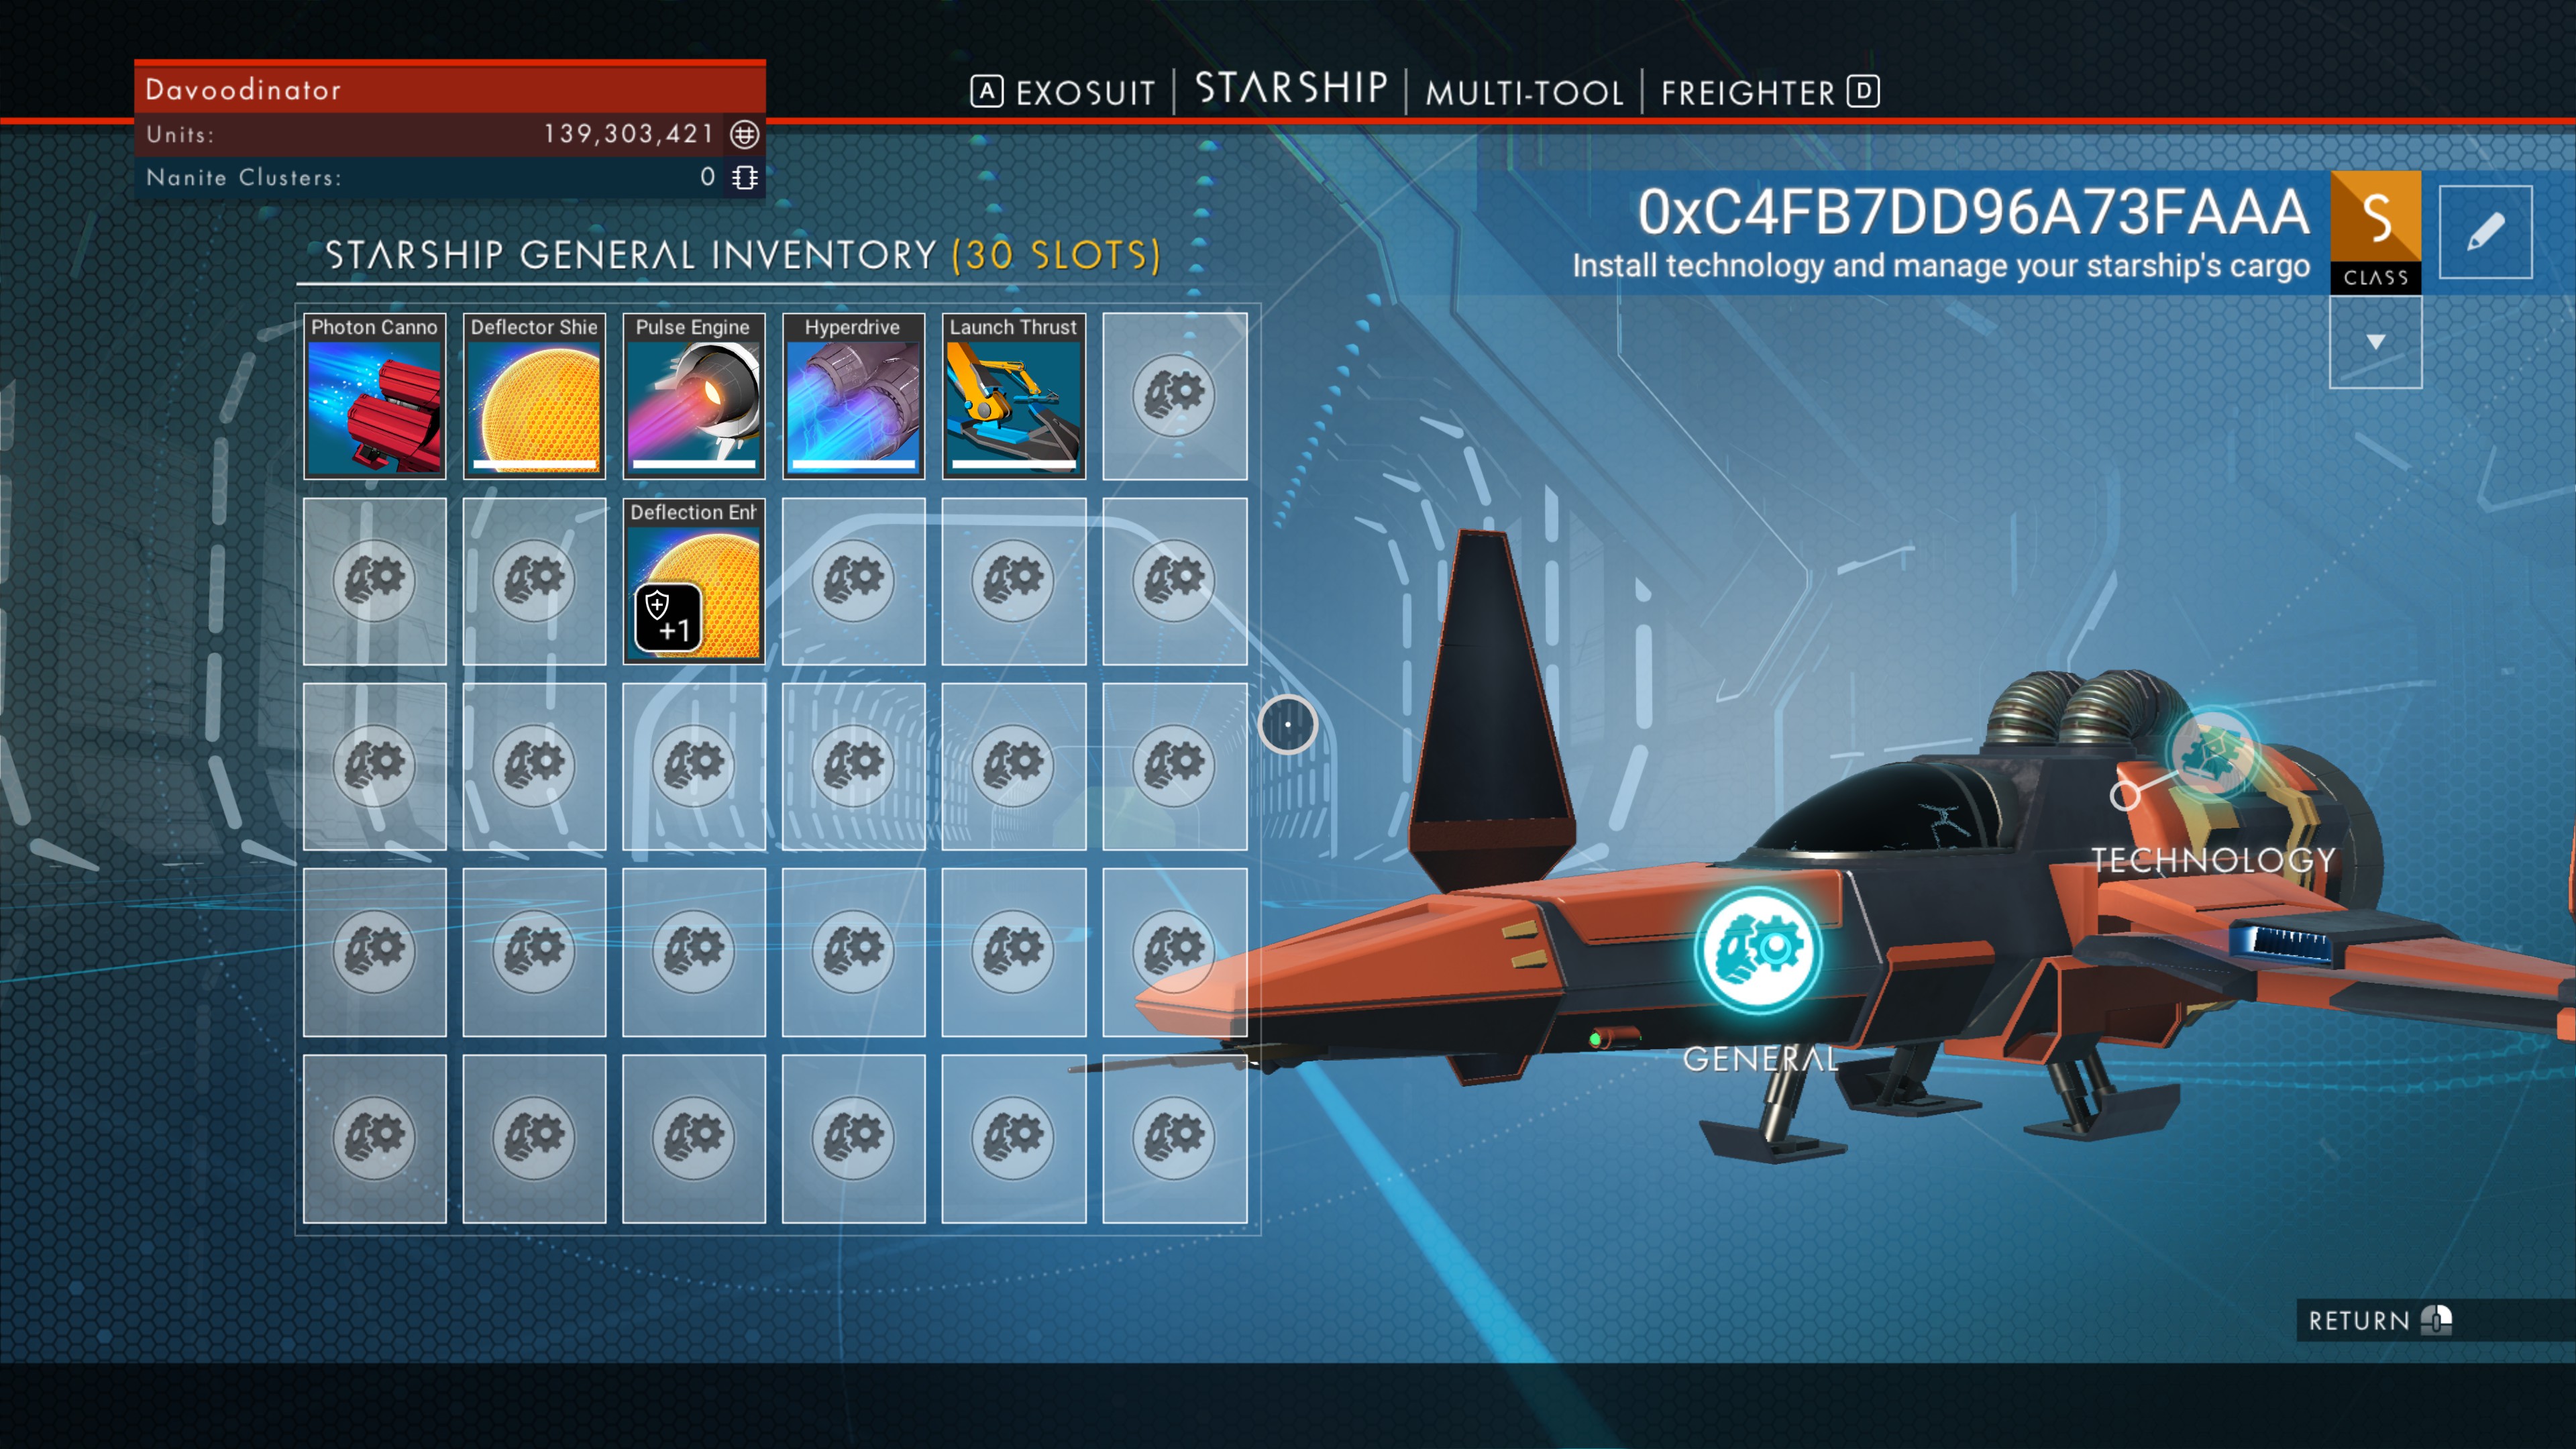 Davoodinator
Units: 139,303,421
Nanite Clusters: 0
A EXOSUIT STARSHIP MULTI-TOOL FREIGHTER D
0xC4FB7DD96A73FAAA
Install technology and manage your starship's cargo
S
CLASS
STARSHIP GENERAL INVENTORY (30 SLOTS)
Photon Canno Deflector Shie Pulse Engine Hyperdrive Launch Thrust
Deflection Enh
+1
TECHNOLOGY
GENERAL
RETURN